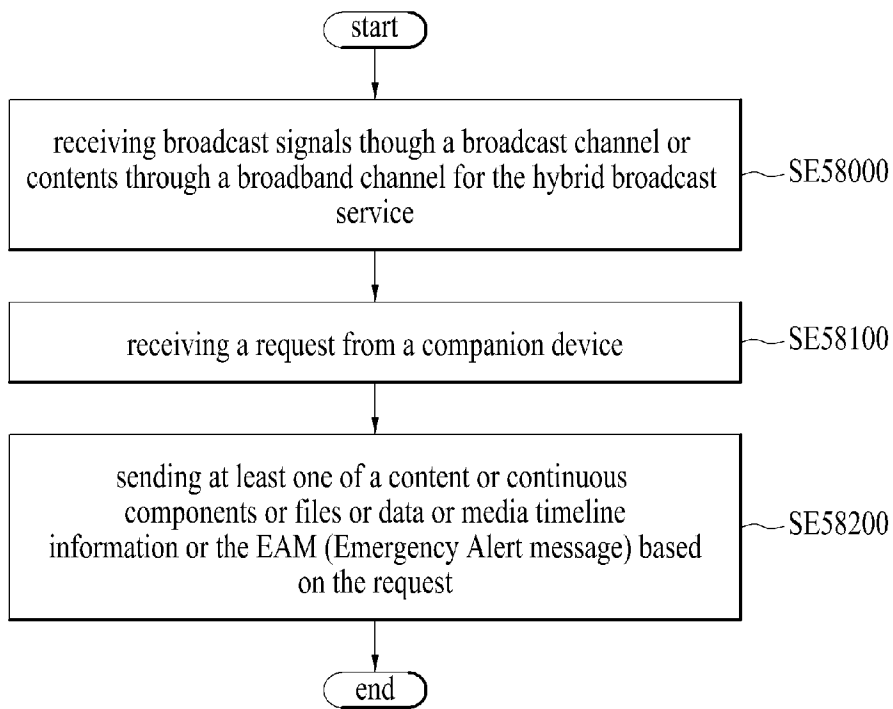 start
receiving broadcast signals though a broadcast channel or
contents through a broadband channel for the hybrid broadcast
service
SE58000
receiving a request from a companion device
SE58100
sending at least one of a content or continuous
components or files or data or media timeline
information or the EAM (Emergency Alert message) based
on the request
SE58200
end